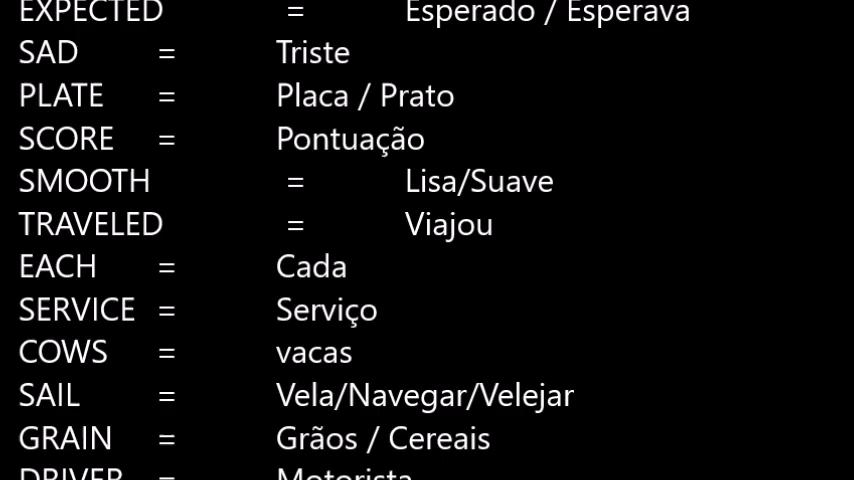 EXPECTED = Esperado / Esperava
SAD = Triste
PLATE = Placa / Prato
SCORE = Pontuação
SMOOTH = Lisa/Suave
TRAVELED = Viajou
EACH = Cada
SERVICE = Serviço
COWS = vacas
SAIL = Vela/Navegar/Velejar
GRAIN = Grãos / Cereais
DRIVER = Motorista